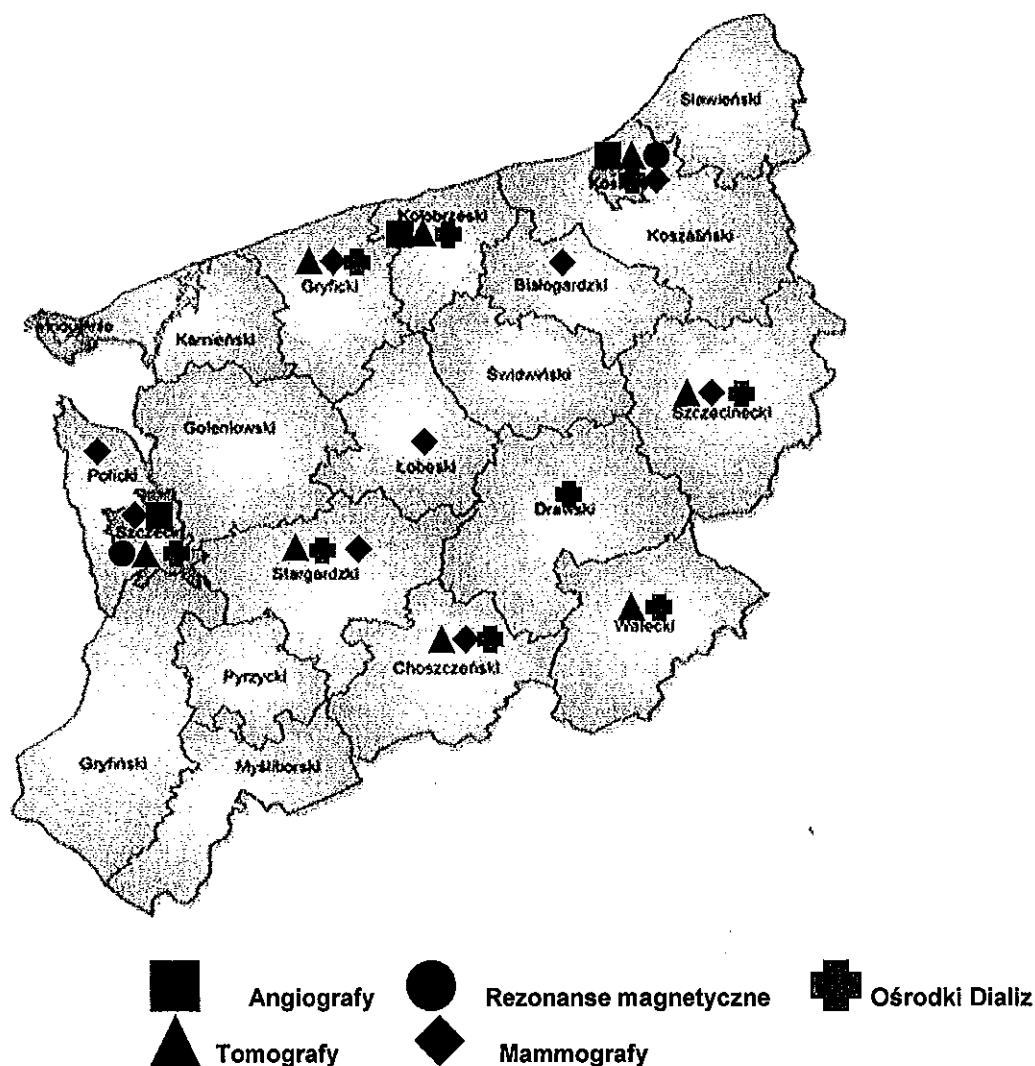 Sławieński
Kołobrzeski
Koszaliński
Gryficki
Białogardzki
Kamieński
Świdwiński
Szczecinecki
Goleniowski
Łobeski
Policki
Drawski
Stargardzki
Wałecki
Choszczeński
Pyrzycki
Gryfiński
Myśliborski
Angiografy
Rezonanse magnetyczne
Ośrodki Dializ
Tomografy
Mammografy